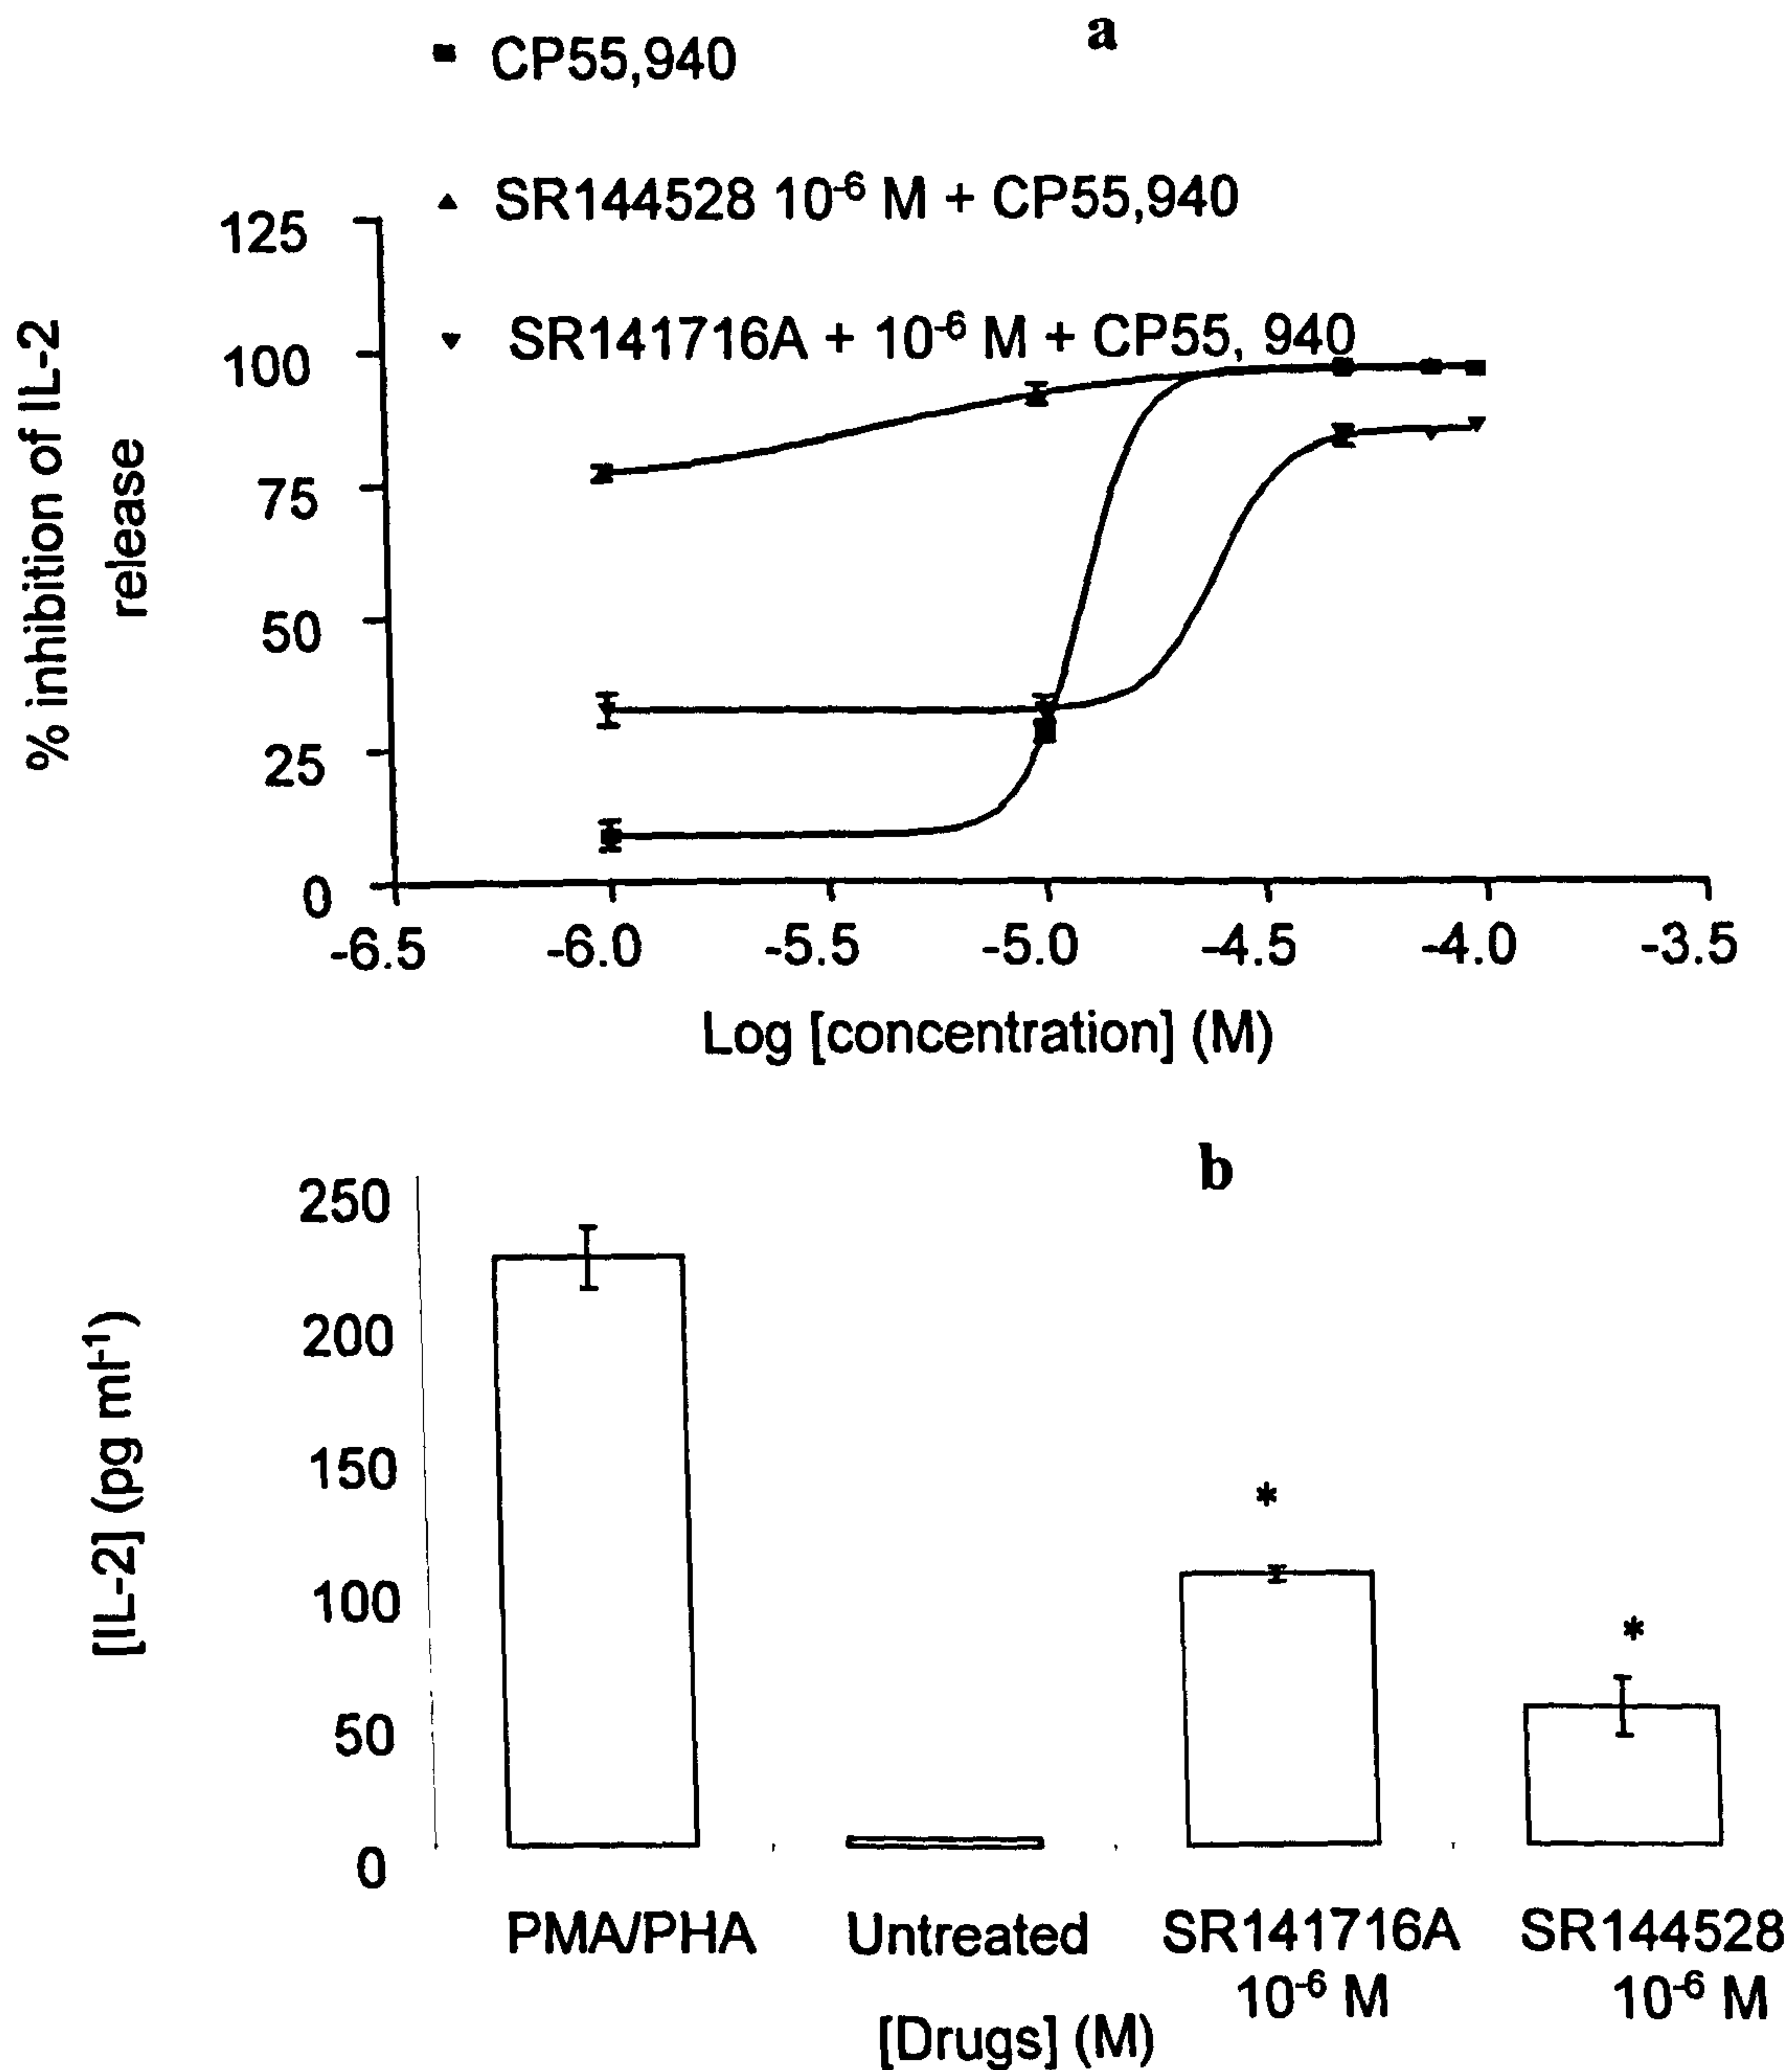 a
■ CP55,940
▲ SR144528 10⁻⁶ M + CP55,940
▼ SR141716A + 10⁻⁶ M + CP55, 940
% inhibition of IL-2
release
125
100
75
50
25
0
-6.5 -6.0 -5.5 -5.0 -4.5 -4.0 -3.5
Log [concentration] (M)
b
[IL-2] (pg ml⁻¹)
250
200
150
100
50
0
*
*
PMA/PHA Untreated SR141716A SR144528
10⁻⁶ M 10⁻⁶ M
[Drugs] (M)